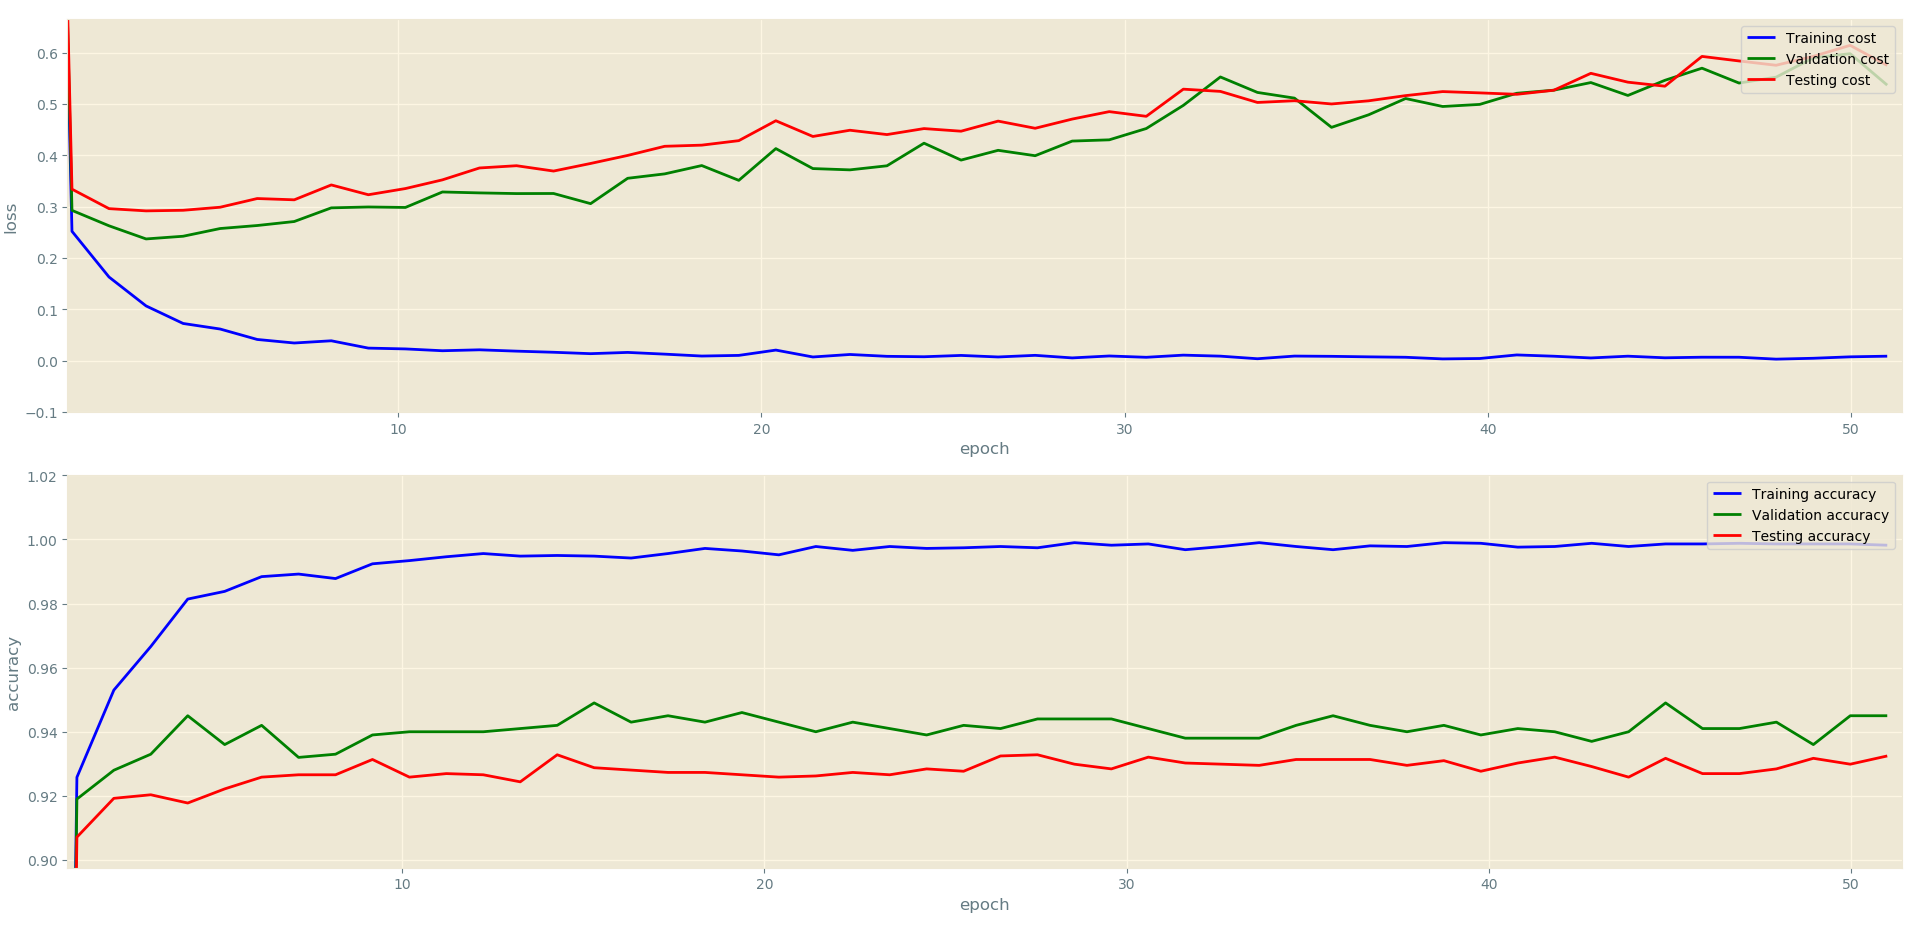 Training cost
Validation cost
Testing cost
0.6
0.5
0.4
0.3
0.2
0.1
0.0
−0.1
loss
10
20
30
40
50
epoch
Training accuracy
Validation accuracy
Testing accuracy
1.02
1.00
0.98
0.96
0.94
0.92
0.90
accuracy
10
20
30
40
50
epoch